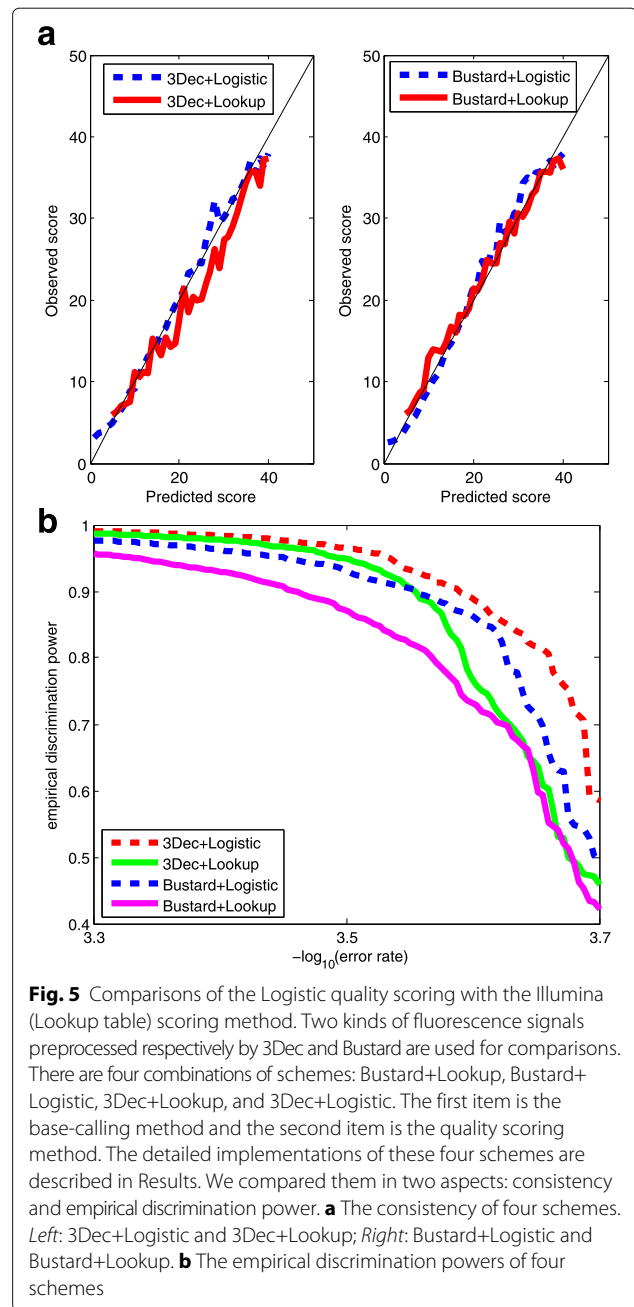 a
50
40
30
20
10
0
0
20
40
Observed score
Predicted score
3Dec+Logistic
3Dec+Lookup
50
40
30
20
10
0
0
20
40
Observed score
Predicted score
Bustard+Logistic
Bustard+Lookup
b
1
0.9
0.8
0.7
0.6
0.5
0.4
3.3
3.5
3.7
empirical discrimination power
−log10(error rate)
3Dec+Logistic
3Dec+Lookup
Bustard+Logistic
Bustard+Lookup
Fig. 5 Comparisons of the Logistic quality scoring with the Illumina
(Lookup table) scoring method. Two kinds of fluorescence signals
preprocessed respectively by 3Dec and Bustard are used for comparisons.
There are four combinations of schemes: Bustard+Lookup, Bustard+
Logistic, 3Dec+Lookup, and 3Dec+Logistic. The first item is the
base-calling method and the second item is the quality scoring
method. The detailed implementations of these four schemes are
described in Results. We compared them in two aspects: consistency
and empirical discrimination power. a The consistency of four schemes.
Left: 3Dec+Logistic and 3Dec+Lookup; Right: Bustard+Logistic and
Bustard+Lookup. b The empirical discrimination powers of four
schemes